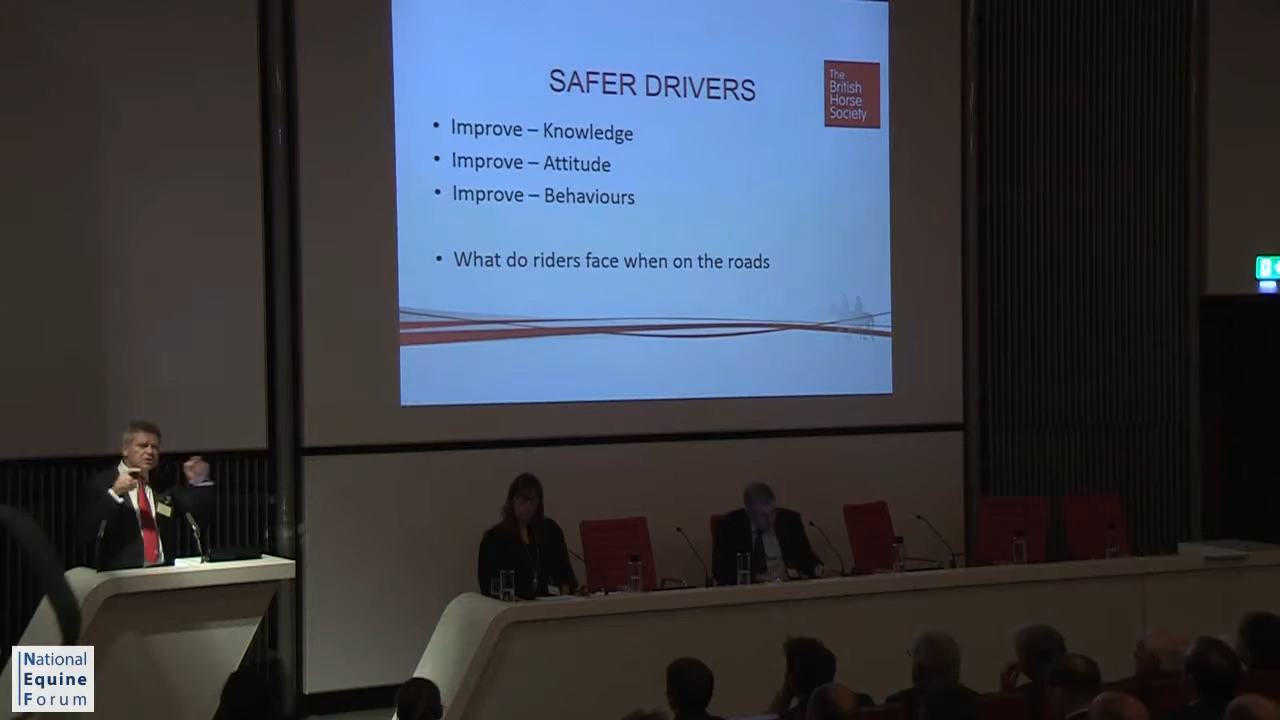 SAFER DRIVERS
The
British
Horse
Society
• Improve – Knowledge
• Improve – Attitude
• Improve – Behaviours
• What do riders face when on the roads
National
Equine
Forum